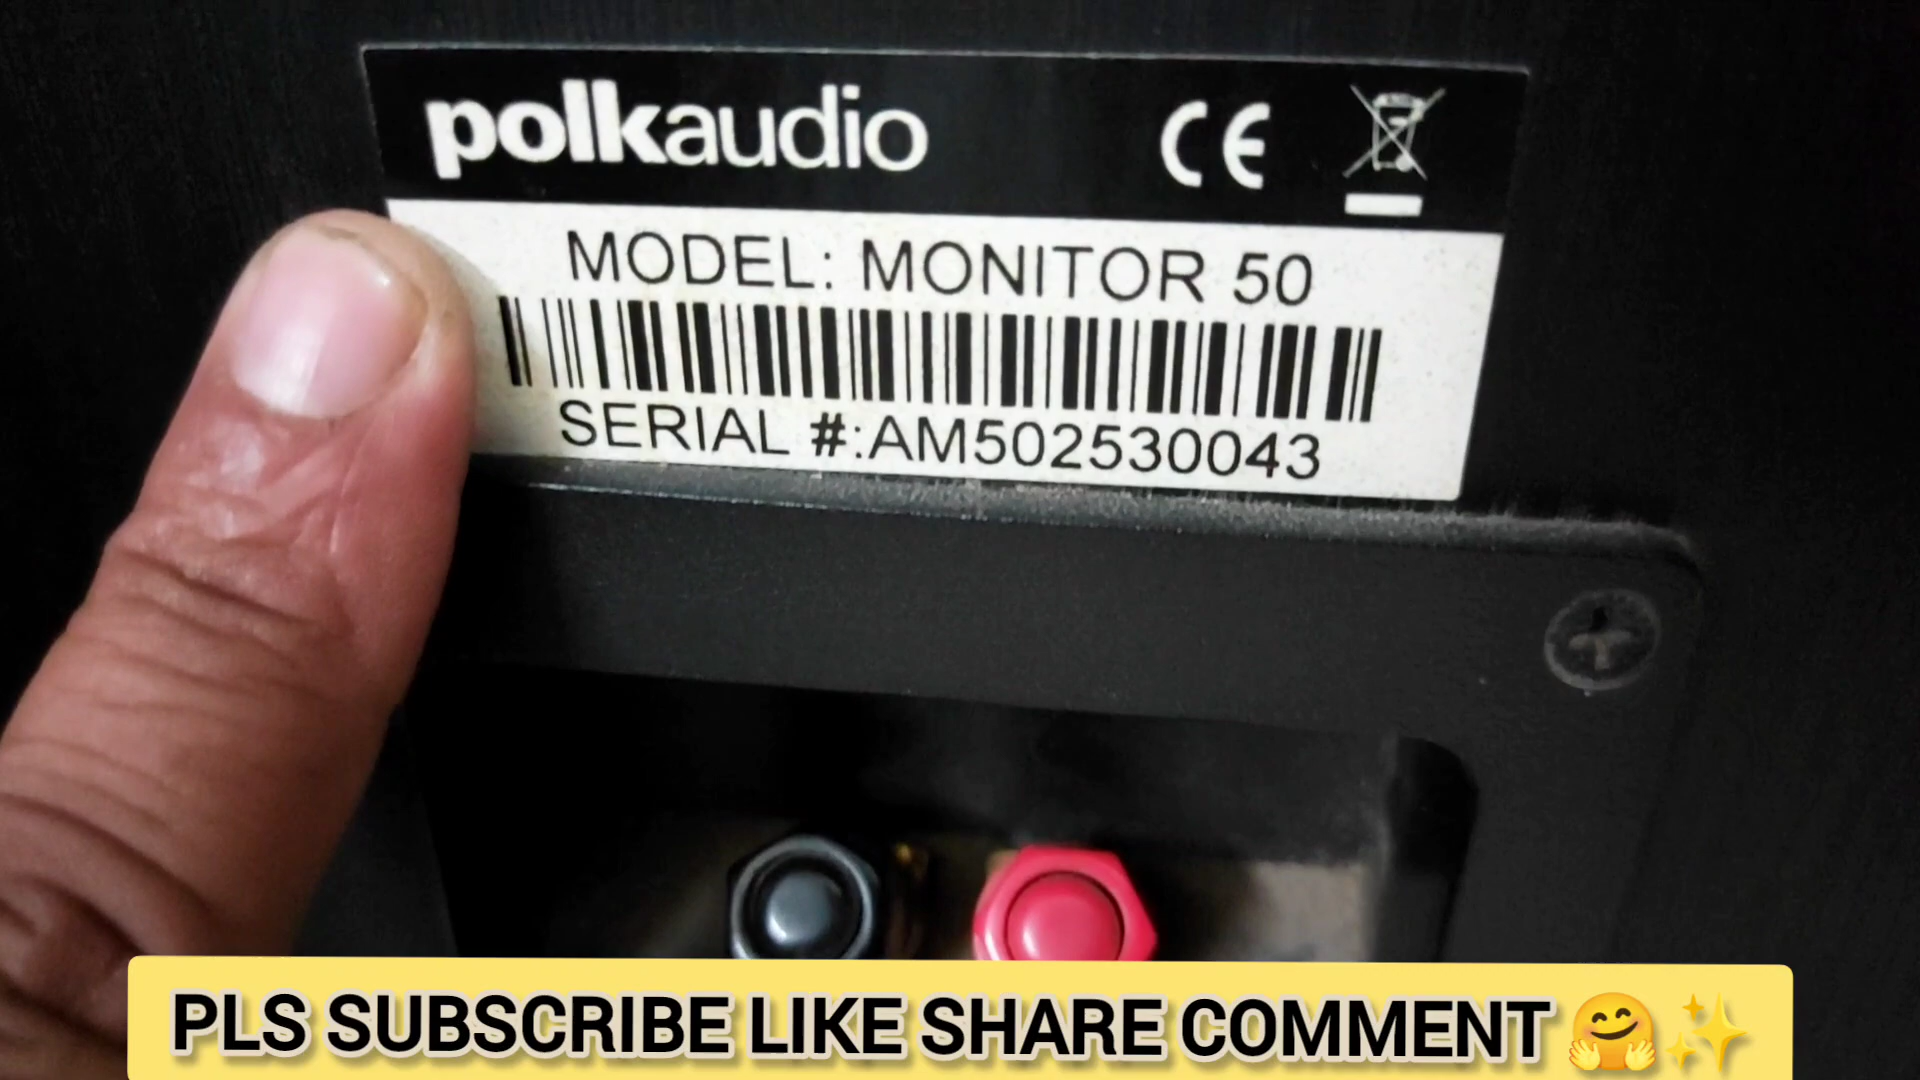 polkaudio CE
MODEL: MONITOR 50
SERIAL #:AM502530043
PLS SUBSCRIBE LIKE SHARE COMMENT 🤗✨